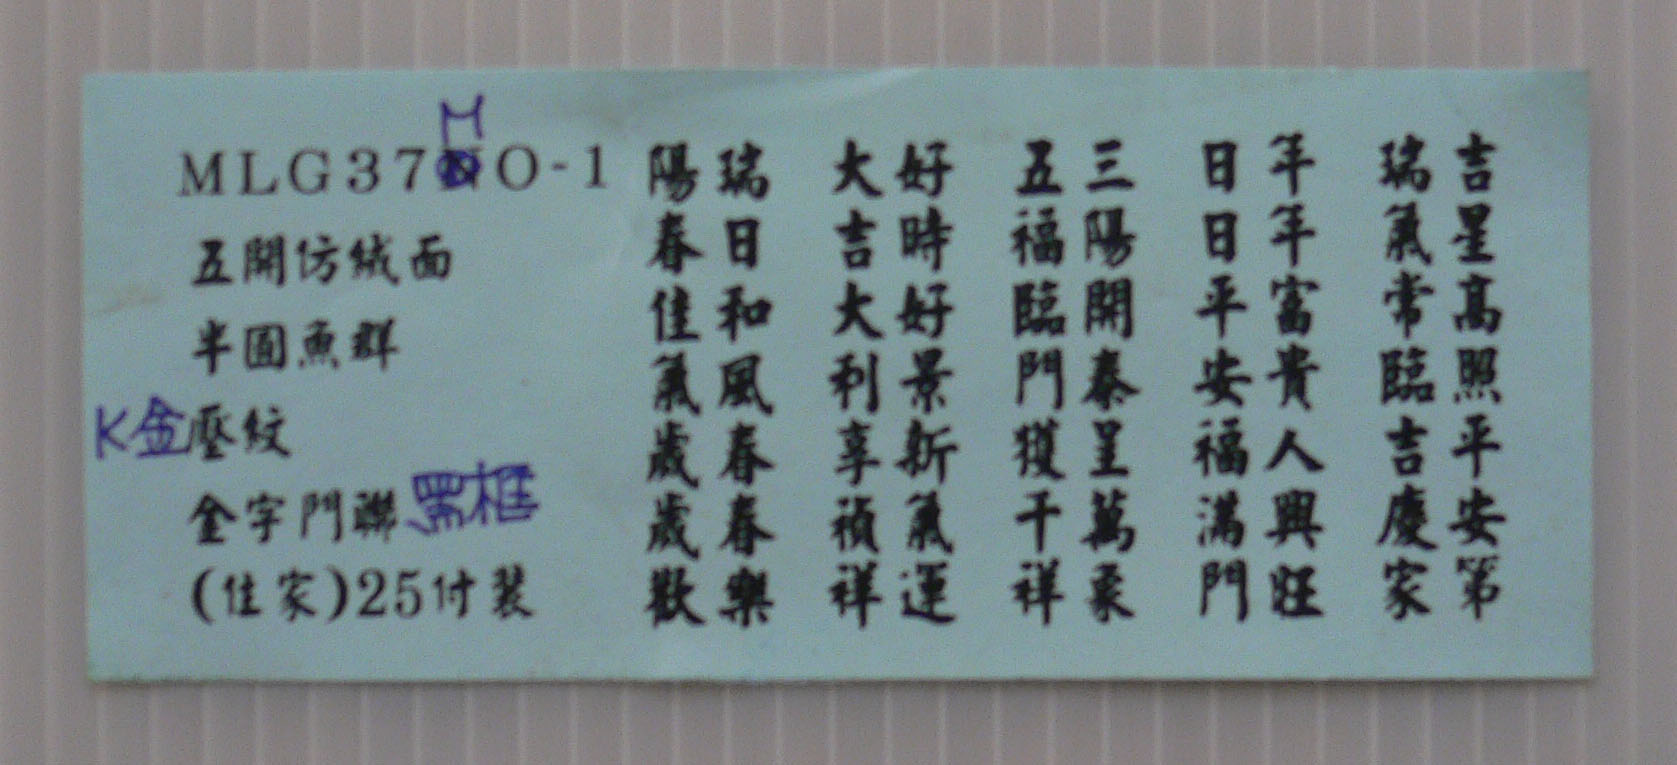 MLG37MO-1
五開仿絨面
半圓魚群
K金壓紋
金字門聯黑框
(住家)25付裝
吉星高照平安第
瑞氣常臨吉慶家
年年富貴人興旺
日日平安福滿門
三陽開泰呈萬象
五福臨門獲千祥
好時好景新氣運
大吉大利享禎祥
瑞日和風春春樂
陽春佳氣歲歲歡